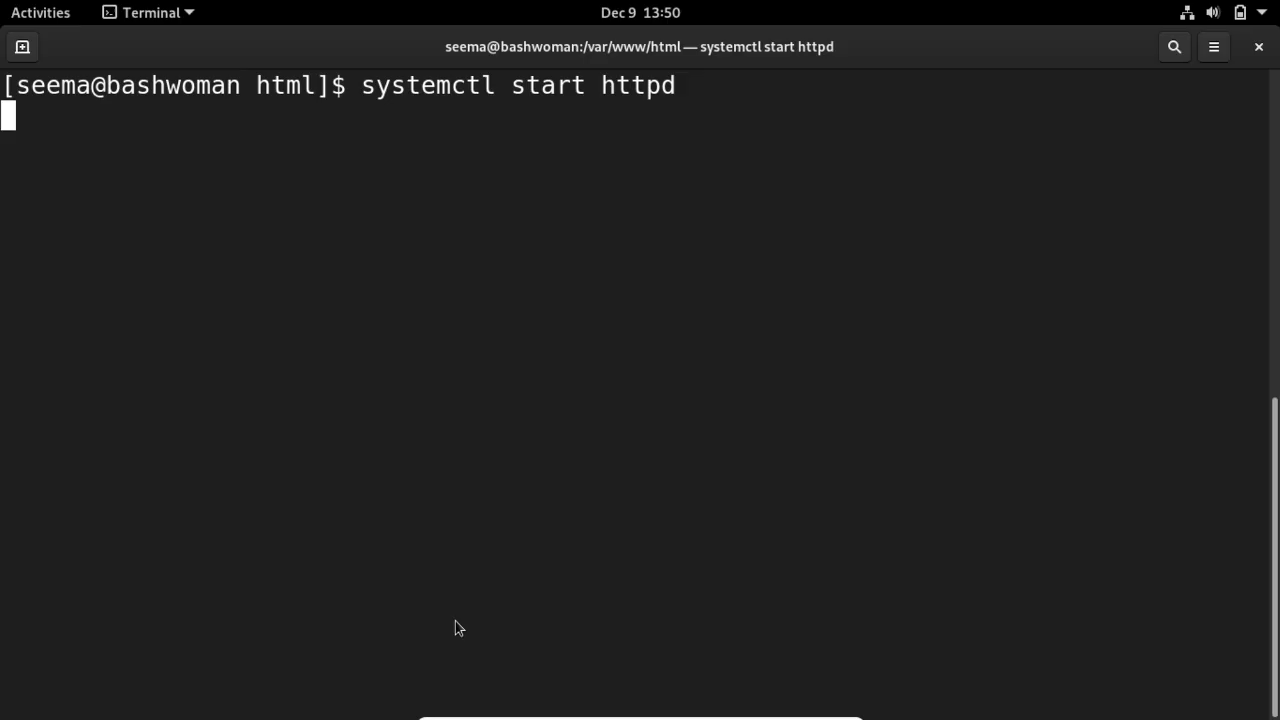 Activities Terminal Dec 9 13:50
seema@bashwoman:/var/www/html — systemctl start httpd
[seema@bashwoman html]$ systemctl start httpd